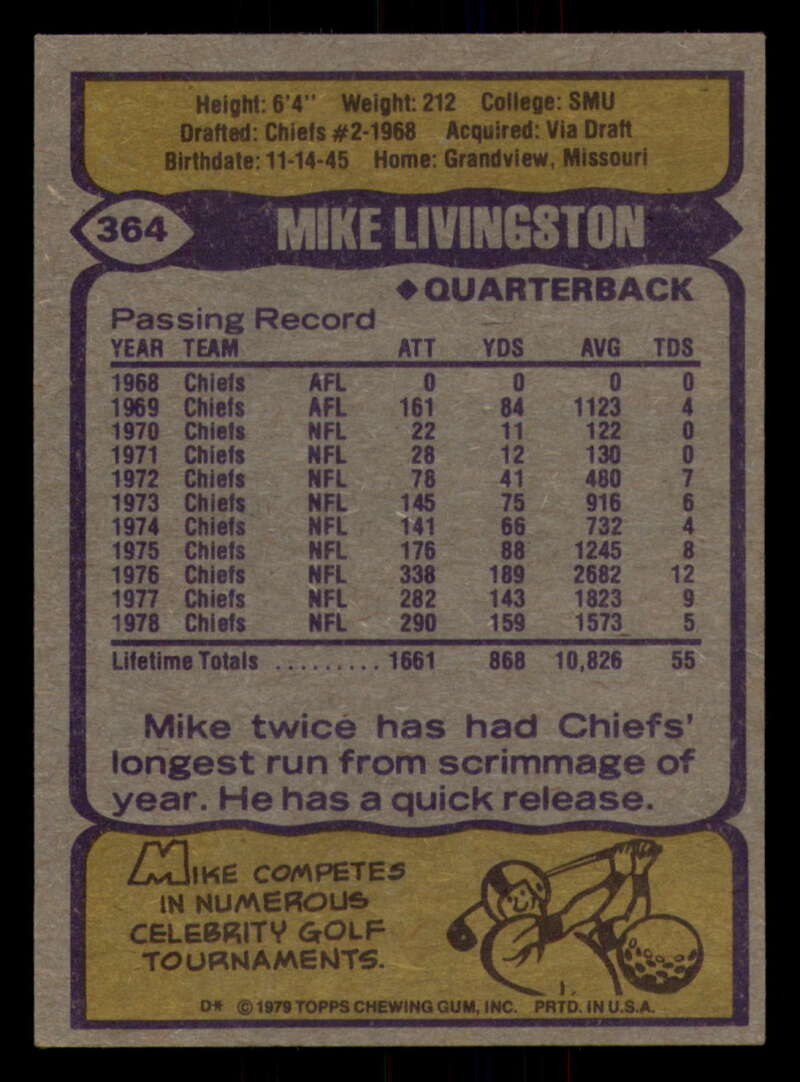 Height: 6'4" Weight: 212 College: SMU
Drafted: Chiefs #2-1968 Acquired: Via Draft
Birthdate: 11-14-45 Home: Grandview, Missouri
364 MIKE LIVINGSTON
◆ QUARTERBACK
Passing Record
YEAR TEAM ATT YDS AVG TDS
1968 Chiefs AFL 0 0 0 0
1969 Chiefs AFL 161 84 1123 4
1970 Chiefs NFL 22 11 122 0
1971 Chiefs NFL 28 12 130 0
1972 Chiefs NFL 78 41 480 7
1973 Chiefs NFL 145 75 916 6
1974 Chiefs NFL 141 66 732 4
1975 Chiefs NFL 176 88 1245 8
1976 Chiefs NFL 338 189 2682 12
1977 Chiefs NFL 282 143 1823 9
1978 Chiefs NFL 290 159 1573 5
Lifetime Totals ......... 1661 868 10,826 55
Mike twice has had Chiefs'
longest run from scrimmage of
year. He has a quick release.
MIKE COMPETES
IN NUMEROUS
CELEBRITY GOLF
TOURNAMENTS.
D* © 1979 TOPPS CHEWING GUM, INC. PRTD. IN U.S.A.